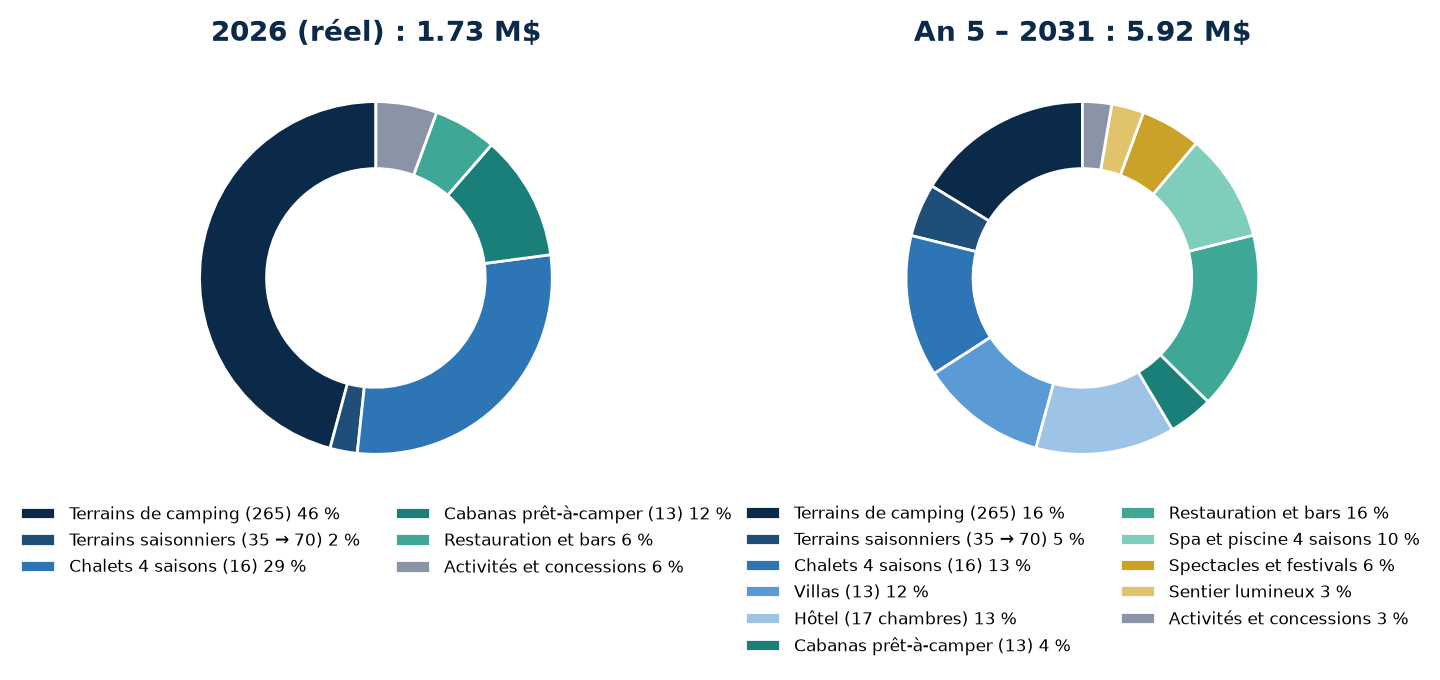 2026 (réel) : 1.73 M$
Terrains de camping (265) 46 %
Terrains saisonniers (35 → 70) 2 %
Chalets 4 saisons (16) 29 %
Cabanas prêt-à-camper (13) 12 %
Restauration et bars 6 %
Activités et concessions 6 %
An 5 – 2031 : 5.92 M$
Terrains de camping (265) 16 %
Terrains saisonniers (35 → 70) 5 %
Chalets 4 saisons (16) 13 %
Villas (13) 12 %
Hôtel (17 chambres) 13 %
Cabanas prêt-à-camper (13) 4 %
Restauration et bars 16 %
Spa et piscine 4 saisons 10 %
Spectacles et festivals 6 %
Sentier lumineux 3 %
Activités et concessions 3 %